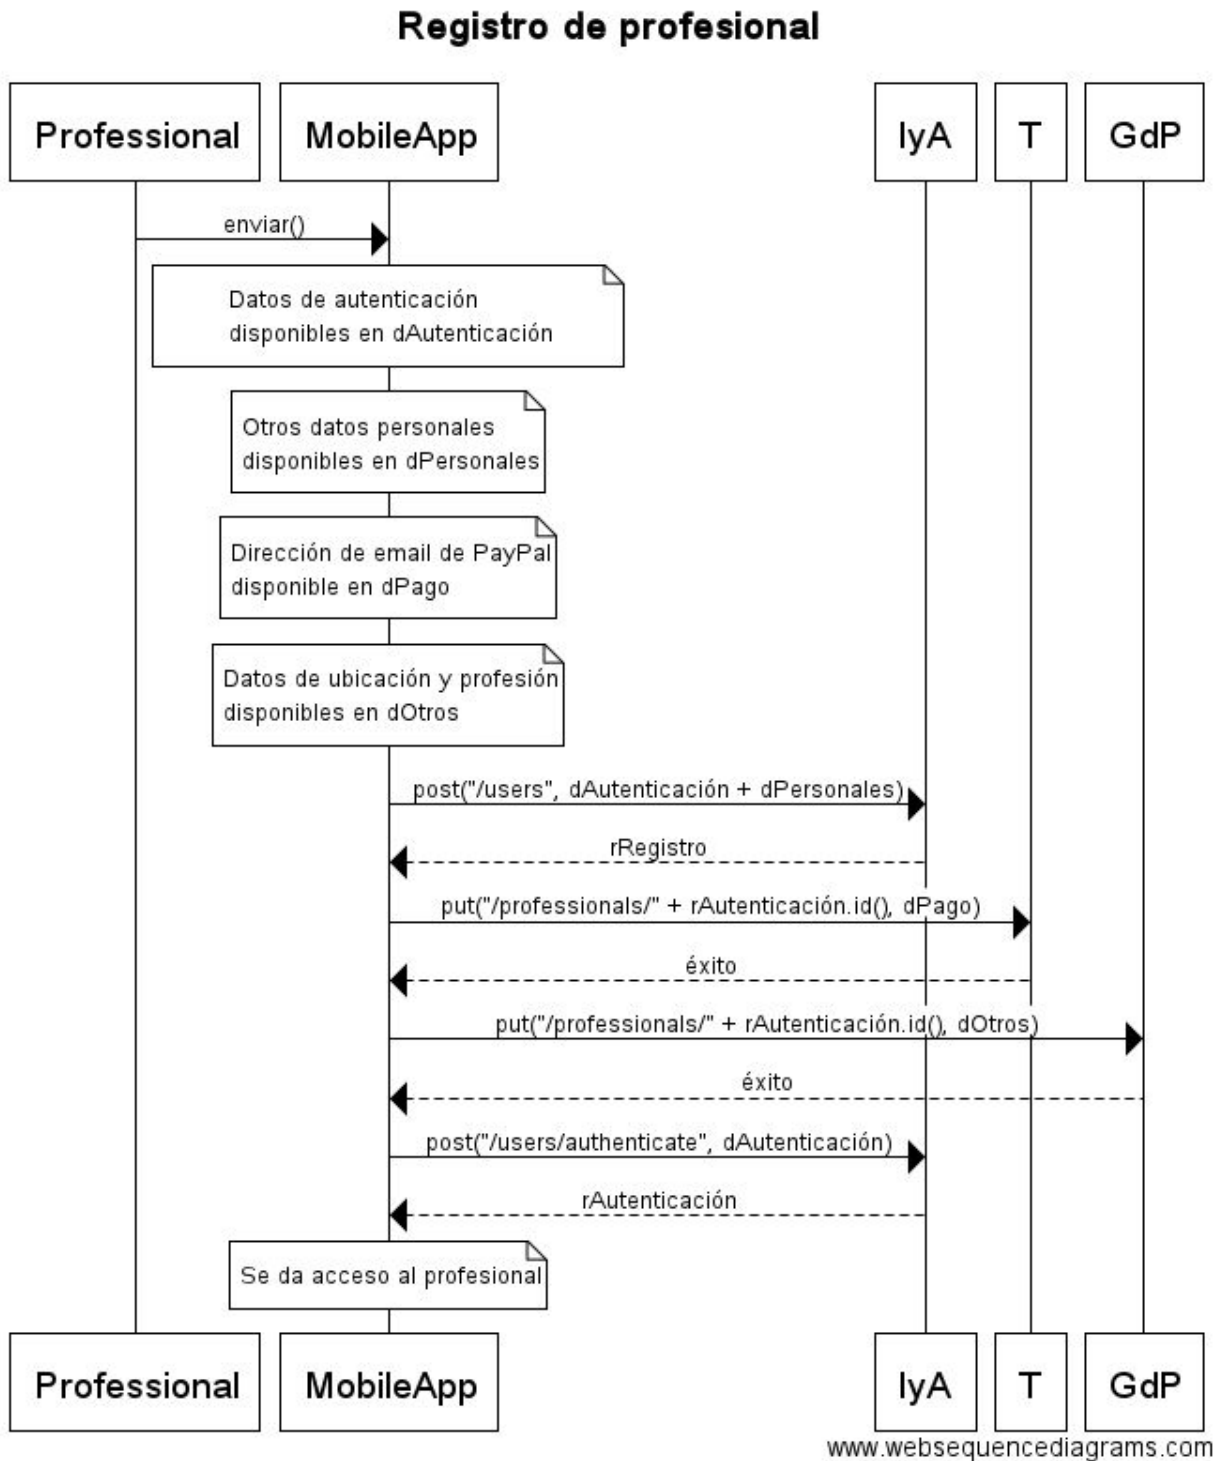 Registro de profesional
Professional
MobileApp
IyA
T
GdP
enviar()
Datos de autenticación
disponibles en dAutenticación
Otros datos personales
disponibles en dPersonales
Dirección de email de PayPal
disponible en dPago
Datos de ubicación y profesión
disponibles en dOtros
post("/users", dAutenticación + dPersonales)
rRegistro
put("/professionals/" + rAutenticación.id(), dPago)
éxito
put("/professionals/" + rAutenticación.id(), dOtros)
éxito
post("/users/authenticate", dAutenticación)
rAutenticación
Se da acceso al profesional
Professional
MobileApp
IyA
T
GdP
www.websequencediagrams.com